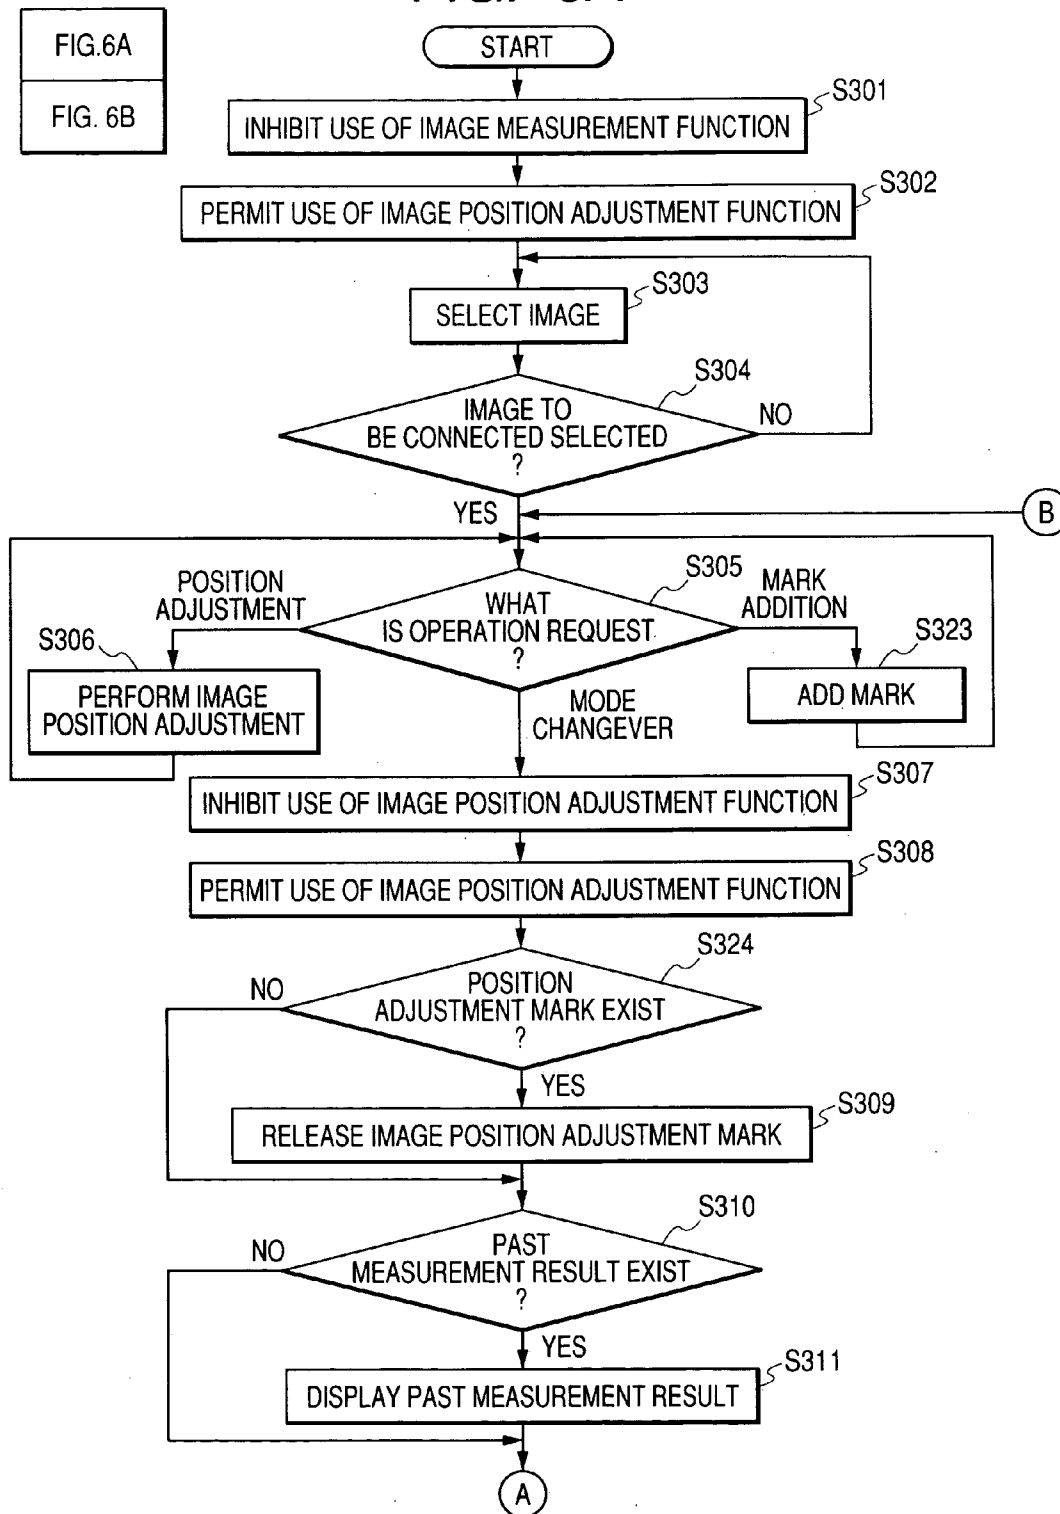 FIG.6A
FIG. 6B
START
S301
INHIBIT USE OF IMAGE MEASUREMENT FUNCTION
S302
PERMIT USE OF IMAGE POSITION ADJUSTMENT FUNCTION
S303
SELECT IMAGE
S304
IMAGE TO
BE CONNECTED SELECTED
?
NO
YES
B
S305
POSITION
ADJUSTMENT
WHAT
IS OPERATION REQUEST
?
MARK
ADDITION
S306
PERFORM IMAGE
POSITION ADJUSTMENT
S323
ADD MARK
MODE
CHANGEVER
S307
INHIBIT USE OF IMAGE POSITION ADJUSTMENT FUNCTION
S308
PERMIT USE OF IMAGE POSITION ADJUSTMENT FUNCTION
S324
NO
POSITION
ADJUSTMENT MARK EXIST
?
YES
S309
RELEASE IMAGE POSITION ADJUSTMENT MARK
S310
NO
PAST
MEASUREMENT RESULT EXIST
?
YES
S311
DISPLAY PAST MEASUREMENT RESULT
A